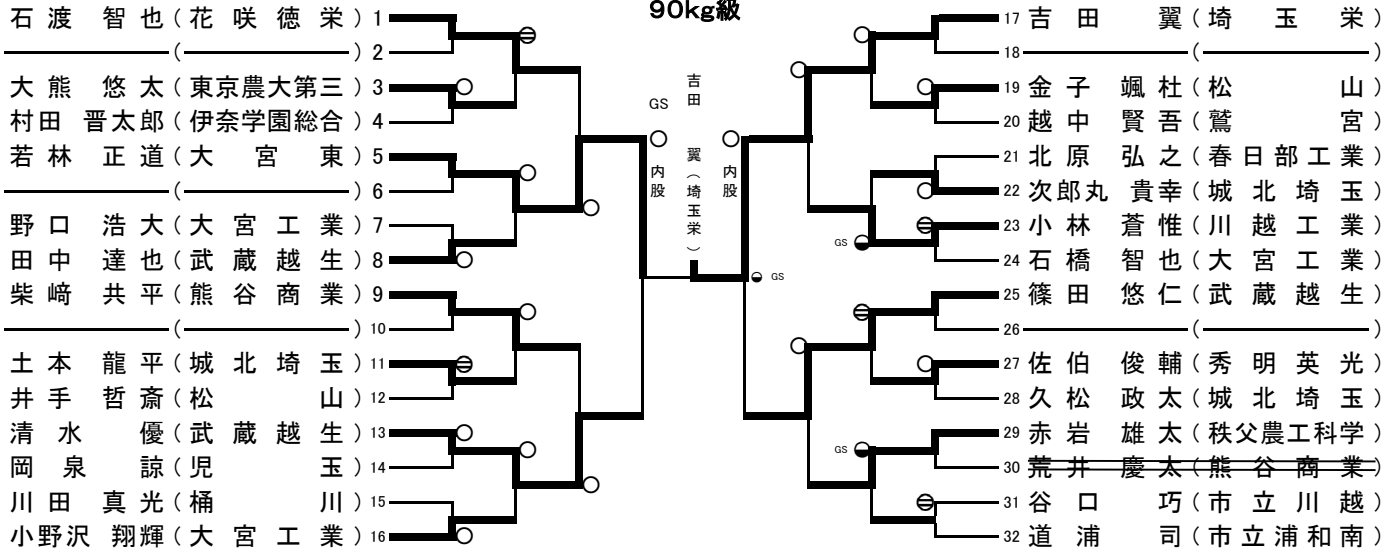 90kg級
石渡 智也 (花咲徳栄) 1
( ) 2
大熊 悠太 (東京農大第三) 3
村田 晋太郎 (伊奈学園総合) 4
若林 正道 (大宮東) 5
( ) 6
野口 浩大 (大宮工業) 7
田中 達也 (武蔵越生) 8
柴﨑 共平 (熊谷商業) 9
( ) 10
土本 龍平 (城北埼玉) 11
井手 哲斎 (松山) 12
清水 優 (武蔵越生) 13
岡泉 諒 (児玉) 14
川田 真光 (桶川) 15
小野沢 翔輝 (大宮工業) 16
GS
内股
吉田 翼(埼玉栄)
内股
GS
GS
GS
17 吉田 翼 (埼玉栄)
18 ( )
19 金子 颯杜 (松山)
20 越中 賢吾 (鷲宮)
21 北原 弘之 (春日部工業)
22 次郎丸 貴幸 (城北埼玉)
23 小林 蒼惟 (川越工業)
24 石橋 智也 (大宮工業)
25 篠田 悠仁 (武蔵越生)
26 ( )
27 佐伯 俊輔 (秀明英光)
28 久松 政太 (城北埼玉)
29 赤岩 雄太 (秩父農工科学)
30 荒井 慶太 (熊谷商業)
31 谷口 巧 (市立川越)
32 道浦 司 (市立浦和南)